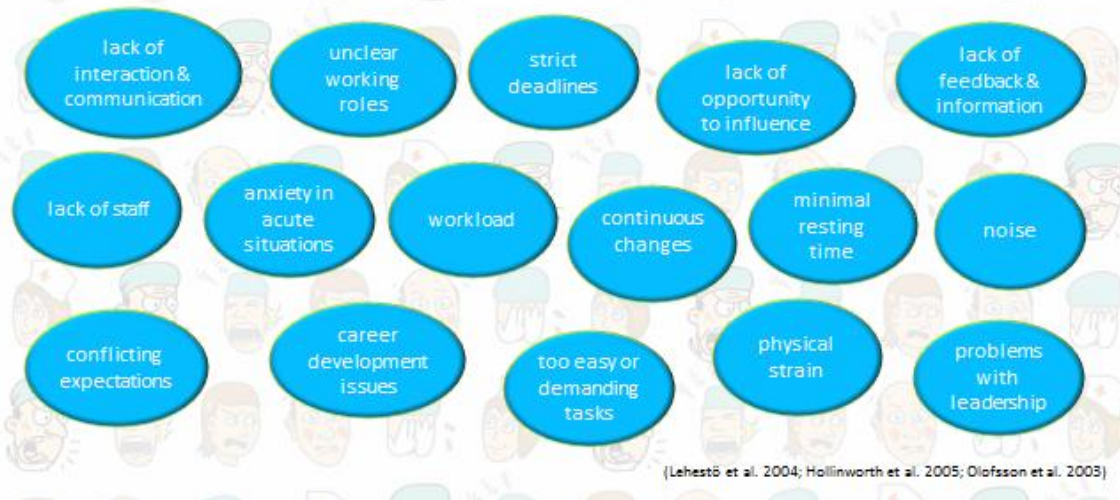 lack of
interaction &
communication
unclear
working
roles
strict
deadlines
lack of
opportunity
to influence
lack of
feedback &
information
lack of staff
anxiety in
acute
situations
workload
continuous
changes
minimal
resting
time
noise
conflicting
expectations
career
development
issues
too easy or
demanding
tasks
physical
strain
problems
with
leadership
(Lehestö et al. 2004; Hollinworth et al. 2005; Olofsson et al. 2003)